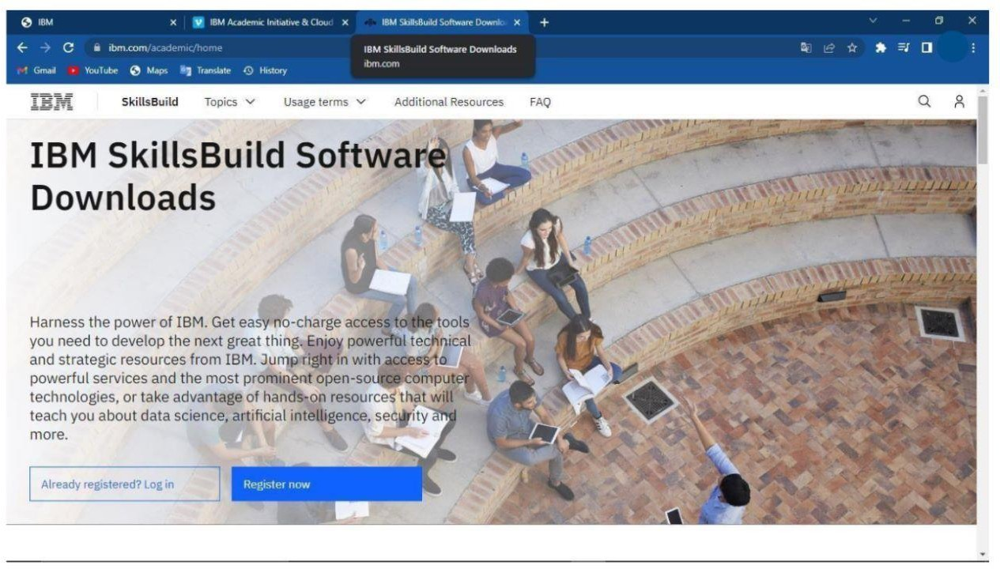 IBM
IBM Academic Initiative & Cloud
IBM SkillsBuild Software Downlo
ibm.com/academic/home
IBM SkillsBuild Software Downloads
ibm.com
Gmail YouTube Maps Translate History
IBM SkillsBuild Topics Usage terms Additional Resources FAQ
IBM SkillsBuild Software
Downloads
Harness the power of IBM. Get easy no-charge access to the tools
you need to develop the next great thing. Enjoy powerful technical
and strategic resources from IBM. Jump right in with access to
powerful services and the most prominent open-source computer
technologies, or take advantage of hands-on resources that will
teach you about data science, artificial intelligence, security and
more.
Already registered? Log in
Register now